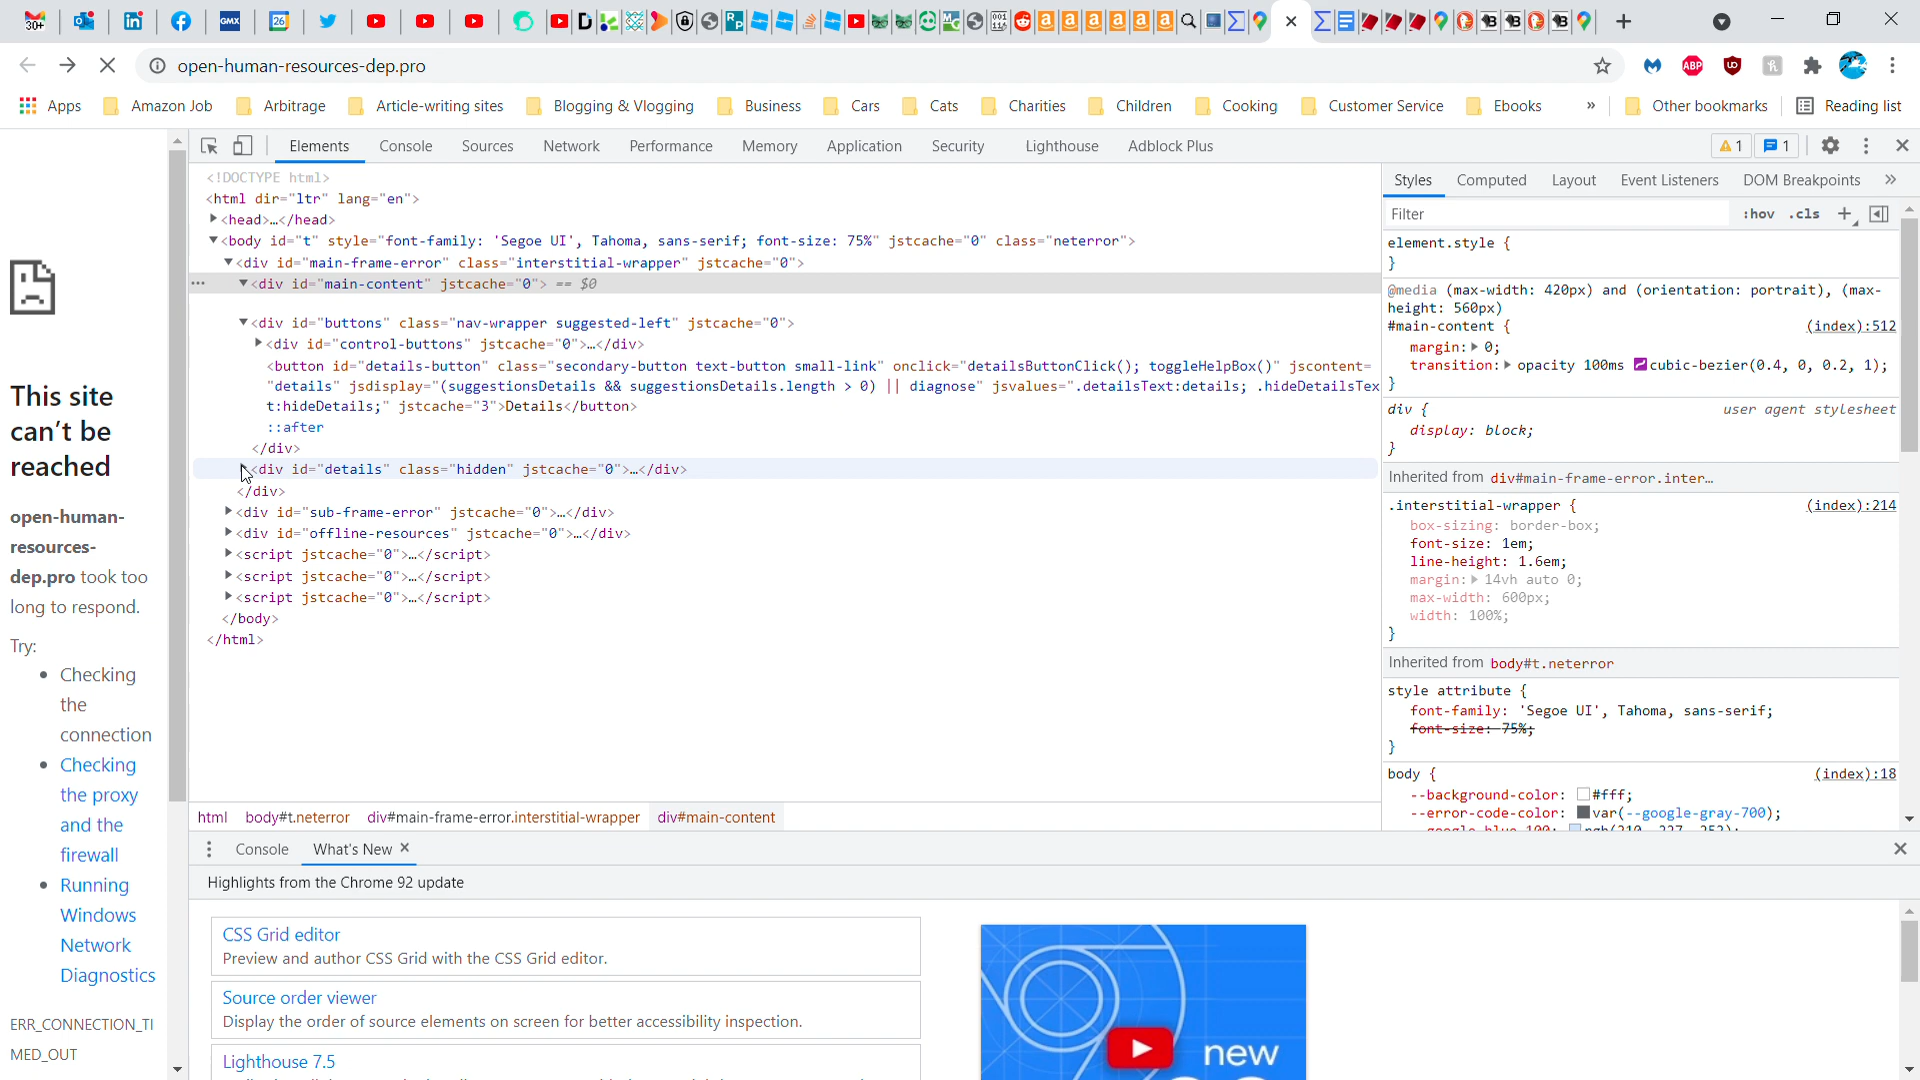 30+
GMX
26
open-human-resources-dep.pro
ABP
Apps
Amazon Job
Arbitrage
Article-writing sites
Blogging & Vlogging
Business
Cars
Cats
Charities
Children
Cooking
Customer Service
Ebooks
»
Other bookmarks
Reading list
Elements
Console
Sources
Network
Performance
Memory
Application
Security
Lighthouse
Adblock Plus
1
1
This site
can't be
reached
open-human-
resources-
dep.pro took too
long to respond.
Try:
Checking
the
connection
Checking
the proxy
and the
firewall
Running
Windows
Network
Diagnostics
ERR_CONNECTION_TI
MED_OUT
<!DOCTYPE html>
<html dir="ltr" lang="en">
<head>…</head>
<body id="t" style="font-family: 'Segoe UI', Tahoma, sans-serif; font-size: 75%" jstcache="0" class="neterror">
<div id="main-frame-error" class="interstitial-wrapper" jstcache="0">
… <div id="main-content" jstcache="0"> == $0
<div id="buttons" class="nav-wrapper suggested-left" jstcache="0">
<div id="control-buttons" jstcache="0">…</div>
<button id="details-button" class="secondary-button text-button small-link" onclick="detailsButtonClick(); toggleHelpBox()" jscontent=
"details" jsdisplay="(suggestionsDetails && suggestionsDetails.length > 0) || diagnose" jsvalues=".detailsText:details; .hideDetailsTex
t:hideDetails;" jstcache="3">Details</button>
::after
</div>
<div id="details" class="hidden" jstcache="0">…</div>
</div>
<div id="sub-frame-error" jstcache="0">…</div>
<div id="offline-resources" jstcache="0">…</div>
<script jstcache="0">…</script>
<script jstcache="0">…</script>
<script jstcache="0">…</script>
</body>
</html>
html body#t.neterror div#main-frame-error.interstitial-wrapper div#main-content
Styles
Computed
Layout
Event Listeners
DOM Breakpoints
»
Filter
:hov
.cls
+
element.style {
}
@media (max-width: 420px) and (orientation: portrait), (max-
height: 560px)
#main-content { (index):512
margin: 0;
transition: opacity 100ms cubic-bezier(0.4, 0, 0.2, 1);
}
div { user agent stylesheet
display: block;
}
Inherited from div#main-frame-error.inter…
.interstitial-wrapper { (index):214
box-sizing: border-box;
font-size: 1em;
line-height: 1.6em;
margin: 14vh auto 0;
max-width: 600px;
width: 100%;
}
Inherited from body#t.neterror
style attribute {
font-family: 'Segoe UI', Tahoma, sans-serif;
font-size: 75%;
}
body { (index):18
--background-color: #fff;
--error-code-color: var(--google-gray-700);
Console
What's New
Highlights from the Chrome 92 update
CSS Grid editor
Preview and author CSS Grid with the CSS Grid editor.
Source order viewer
Display the order of source elements on screen for better accessibility inspection.
Lighthouse 7.5
new